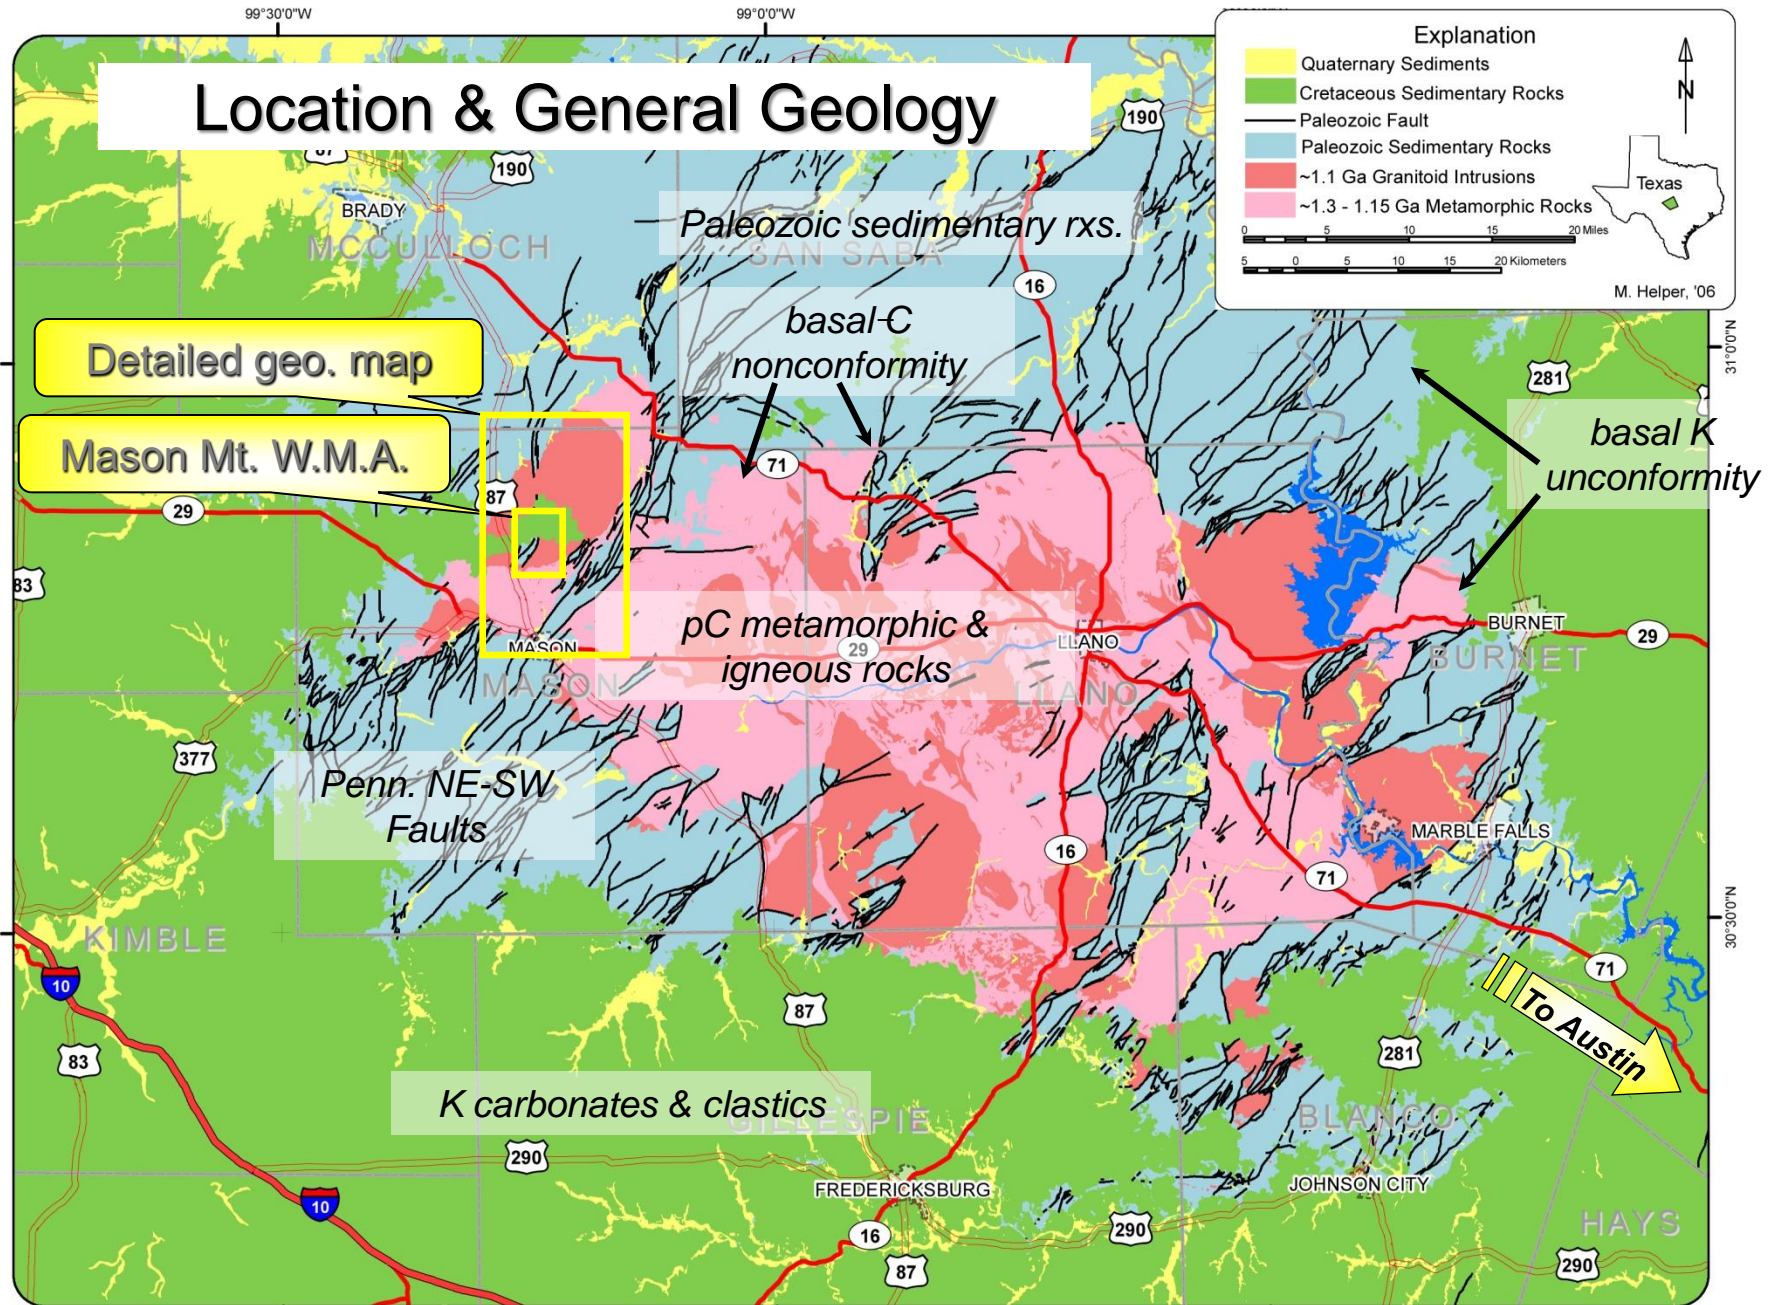 99°30'0"W
99°0'0"W
Location & General Geology
Explanation
Quaternary Sediments
Cretaceous Sedimentary Rocks
Paleozoic Fault
Paleozoic Sedimentary Rocks
~1.1 Ga Granitoid Intrusions
~1.3 - 1.15 Ga Metamorphic Rocks
N
Texas
0 5 10 15 20 Miles
5 0 5 10 15 20 Kilometers
M. Helper, '06
87
190
190
BRADY
MCCULLOCH
Paleozoic sedimentary rxs.
SAN SABA
16
basal-C
nonconformity
31°0'0"N
Detailed geo. map
281
Mason Mt. W.M.A.
basal K
unconformity
71
87
29
83
pC metamorphic &
igneous rocks
29
MASON
MASON
LLANO
LLANO
BURNET
BURNET
29
377
Penn. NE-SW
Faults
16
MARBLE FALLS
71
30°30'0"N
KIMBLE
10
87
71
To Austin
83
281
K carbonates & clastics
GILLESPIE
BLANCO
290
10
FREDERICKSBURG
JOHNSON CITY
16
87
290
HAYS
290